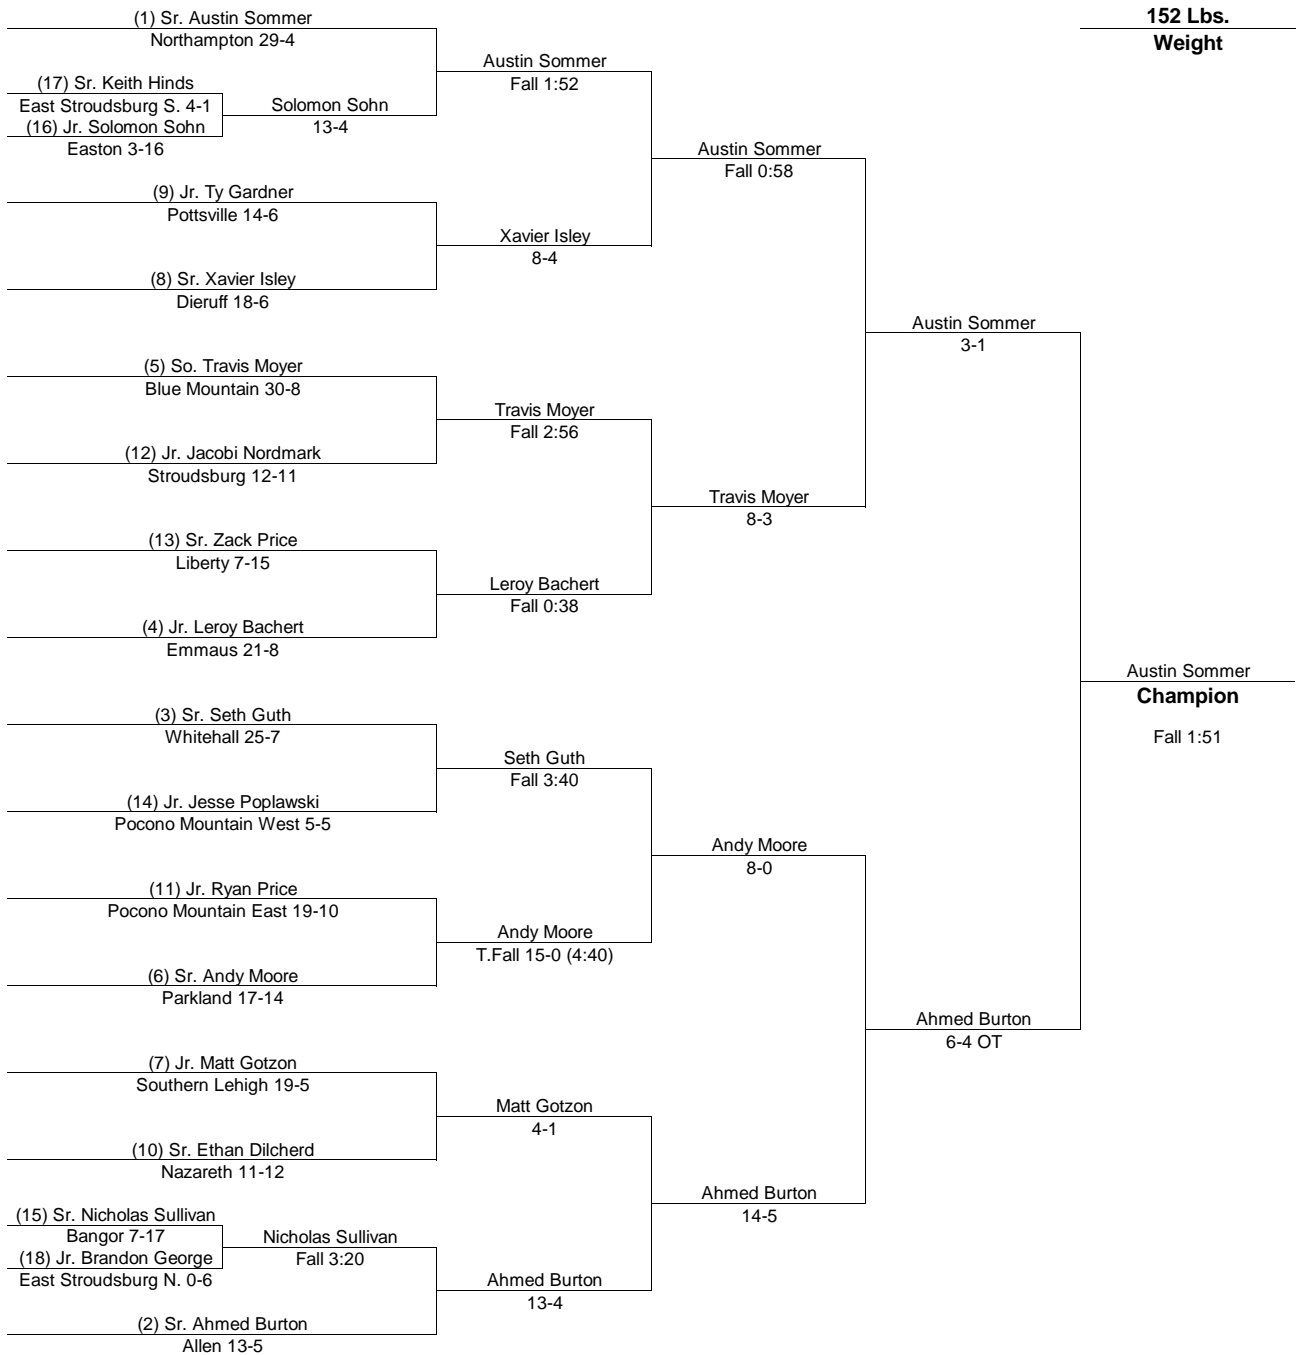 (1) Sr. Austin Sommer
Northampton 29-4
152 Lbs.
Weight
Austin Sommer
Fall 1:52
(17) Sr. Keith Hinds
East Stroudsburg S. 4-1
(16) Jr. Solomon Sohn
Easton 3-16
Solomon Sohn
13-4
Austin Sommer
Fall 0:58
(9) Jr. Ty Gardner
Pottsville 14-6
Xavier Isley
8-4
(8) Sr. Xavier Isley
Dieruff 18-6
Austin Sommer
3-1
(5) So. Travis Moyer
Blue Mountain 30-8
Travis Moyer
Fall 2:56
(12) Jr. Jacobi Nordmark
Stroudsburg 12-11
Travis Moyer
8-3
(13) Sr. Zack Price
Liberty 7-15
Leroy Bachert
Fall 0:38
(4) Jr. Leroy Bachert
Emmaus 21-8
Austin Sommer
Champion
Fall 1:51
(3) Sr. Seth Guth
Whitehall 25-7
Seth Guth
Fall 3:40
(14) Jr. Jesse Poplawski
Pocono Mountain West 5-5
Andy Moore
8-0
(11) Jr. Ryan Price
Pocono Mountain East 19-10
Andy Moore
T.Fall 15-0 (4:40)
(6) Sr. Andy Moore
Parkland 17-14
Ahmed Burton
6-4 OT
(7) Jr. Matt Gotzon
Southern Lehigh 19-5
Matt Gotzon
4-1
(10) Sr. Ethan Dilcherd
Nazareth 11-12
Ahmed Burton
14-5
(15) Sr. Nicholas Sullivan
Bangor 7-17
(18) Jr. Brandon George
East Stroudsburg N. 0-6
Nicholas Sullivan
Fall 3:20
Ahmed Burton
13-4
(2) Sr. Ahmed Burton
Allen 13-5